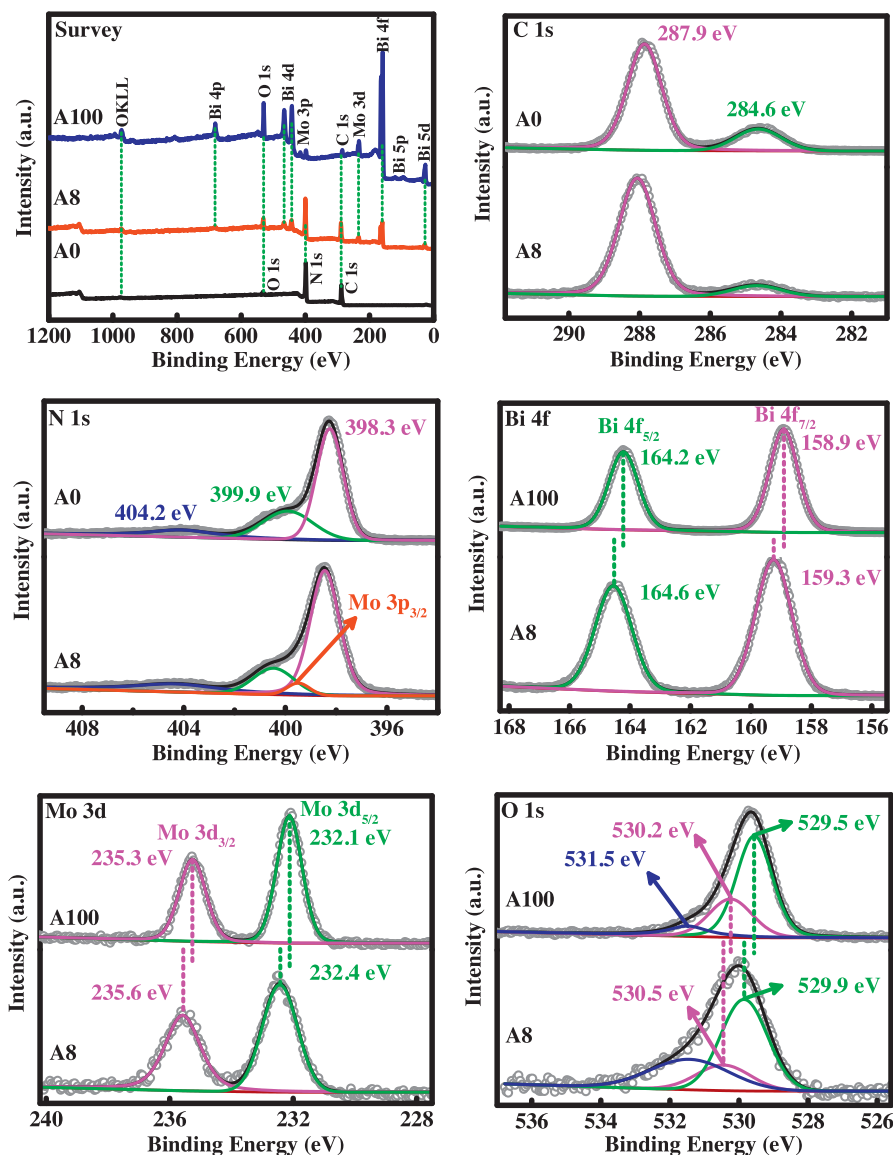 Survey
Bi 4f
A100
OKLL
Bi 4p
O 1s
Bi 4d
Mo 3p
C 1s
Mo 3d
Bi 5p
Bi 5d
A8
A0
O 1s
N 1s
C 1s
1200 1000 800 600 400 200 0
Binding Energy (eV)
Intensity (a.u.)
C 1s
287.9 eV
A0
284.6 eV
A8
290 288 286 284 282
Binding Energy (eV)
Intensity (a.u.)
N 1s
398.3 eV
A0
399.9 eV
404.2 eV
Mo 3p3/2
A8
408 404 400 396
Binding Energy (eV)
Intensity (a.u.)
Bi 4f
Bi 4f5/2
Bi 4f7/2
164.2 eV
158.9 eV
A100
164.6 eV
159.3 eV
A8
168 166 164 162 160 158 156
Binding Energy (eV)
Intensity (a.u.)
Mo 3d
Mo 3d5/2
Mo 3d3/2
232.1 eV
235.3 eV
A100
235.6 eV
232.4 eV
A8
240 236 232 228
Binding Energy (eV)
Intensity (a.u.)
O 1s
530.2 eV
529.5 eV
531.5 eV
A100
530.5 eV
529.9 eV
A8
536 534 532 530 528 526
Binding Energy (eV)
Intensity (a.u.)